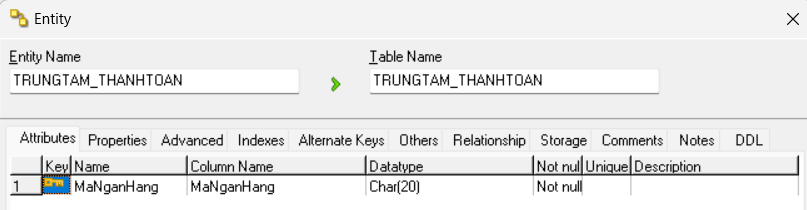 Entity
Entity Name Table Name
TRUNGTAM_THANHTOAN TRUNGTAM_THANHTOAN
Attributes Properties Advanced Indexes Alternate Keys Others Relationship Storage Comments Notes DDL
Key Name Column Name Datatype Not nul Unique Description
1 MaNganHang MaNganHang Char(20) Not null